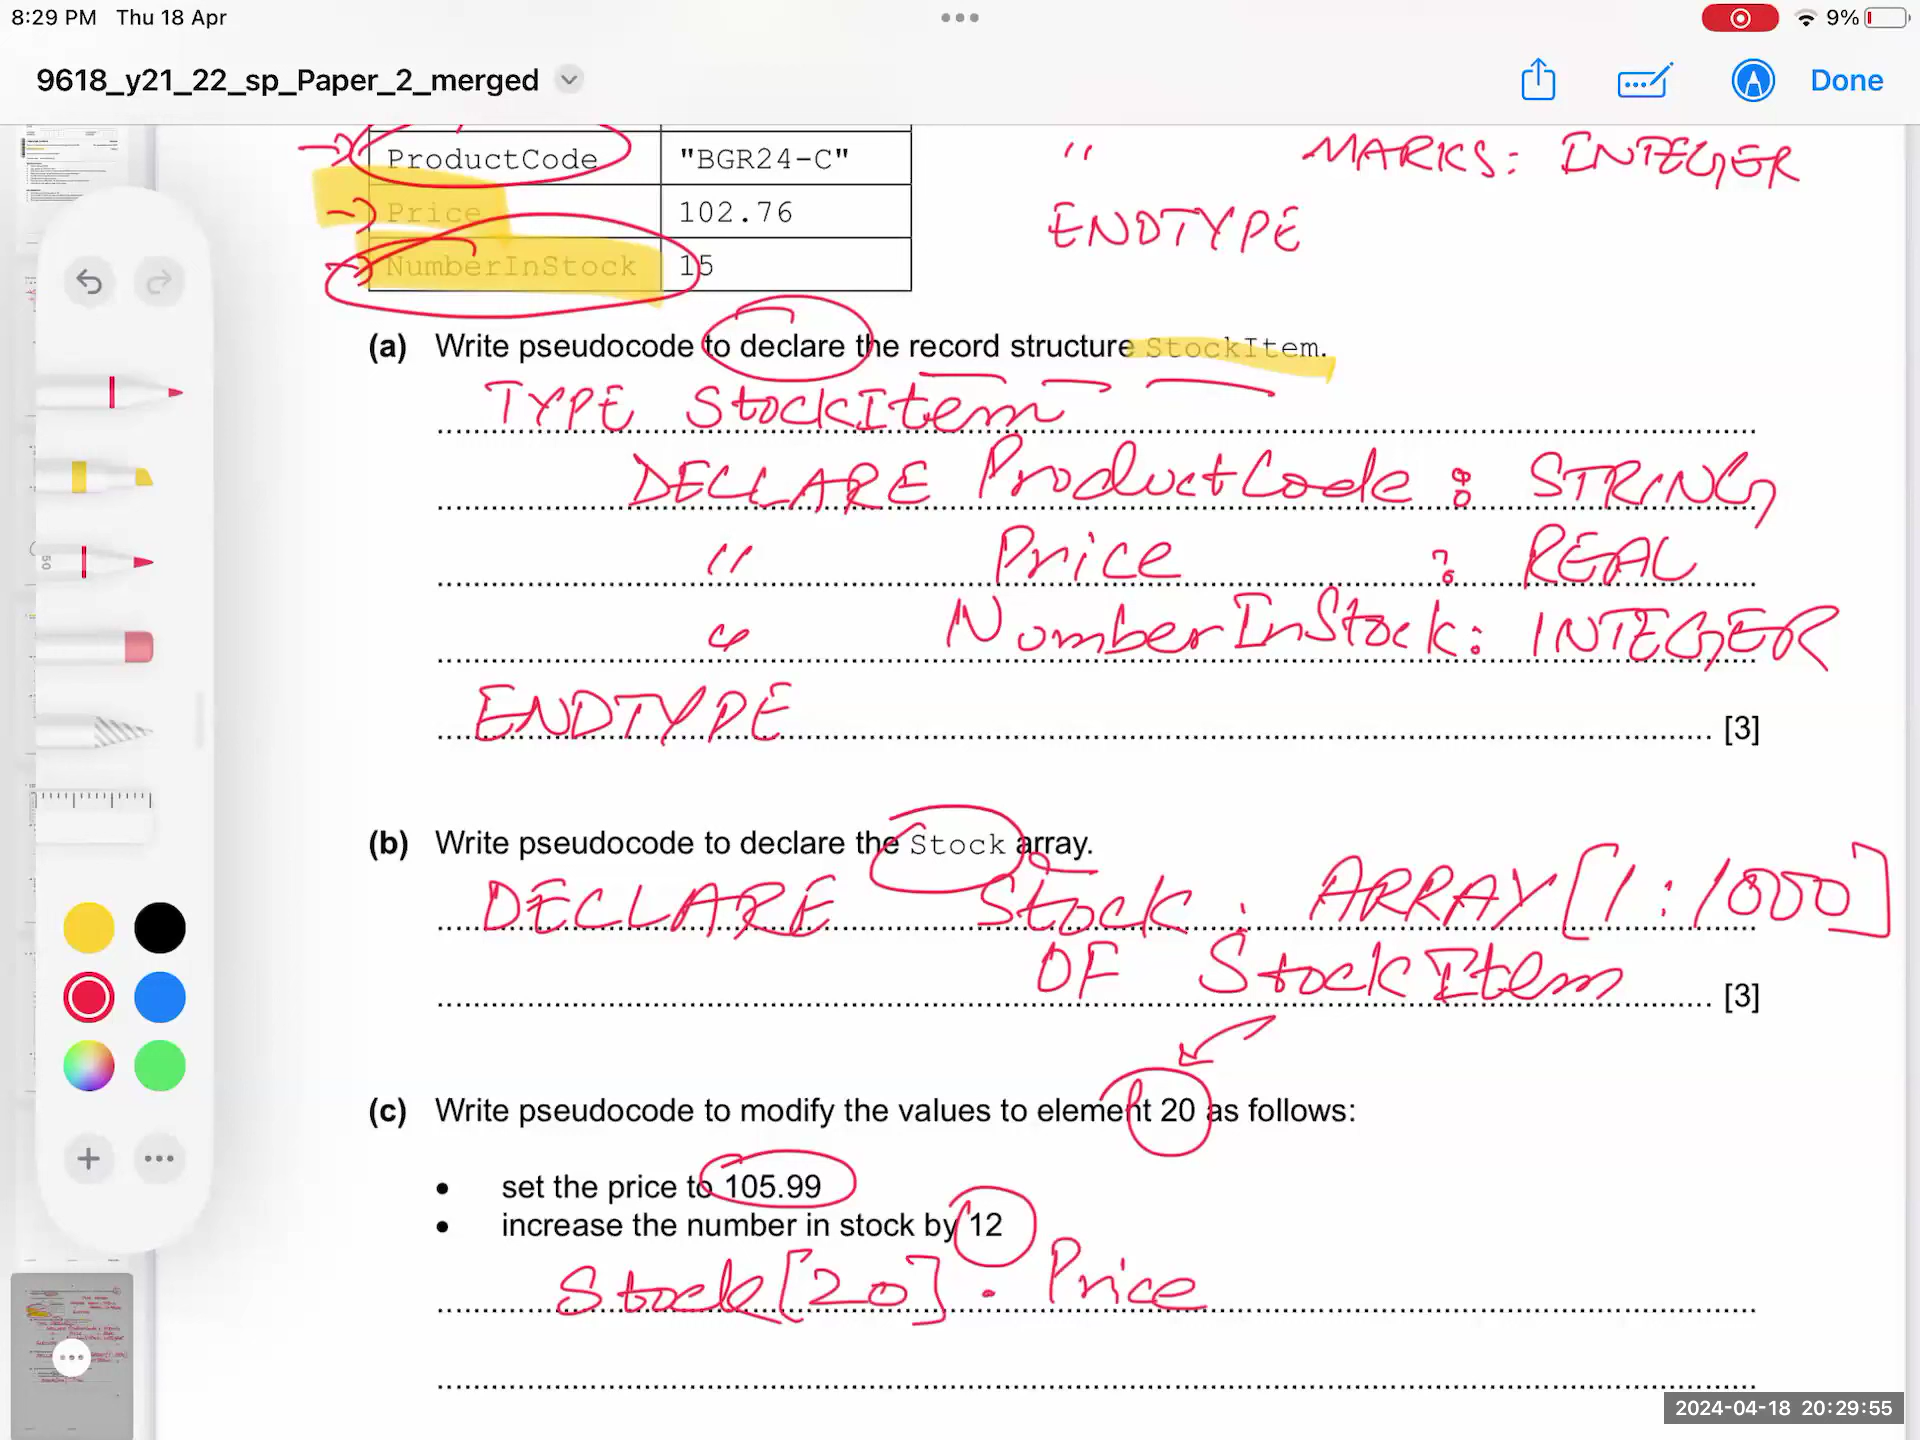 8:29 PM Thu 18 Apr
9%
9618_y21_22_sp_Paper_2_merged
Done
ProductCode "BGR24-C"
" MARKS: INTEGER
Price 102.76
ENDTYPE
NumberInStock 15
(a) Write pseudocode to declare the record structure StockItem.
TYPE StockItem
DECLARE ProductCode : STRING
" Price : REAL
" NumberInStock: INTEGER
ENDTYPE
[3]
(b) Write pseudocode to declare the Stock array.
DECLARE Stock : ARRAY[1:1000]
OF StockItem
[3]
(c) Write pseudocode to modify the values to element 20 as follows:
• set the price to 105.99
• increase the number in stock by 12
Stock[20] . Price
50
2024-04-18 20:29:55